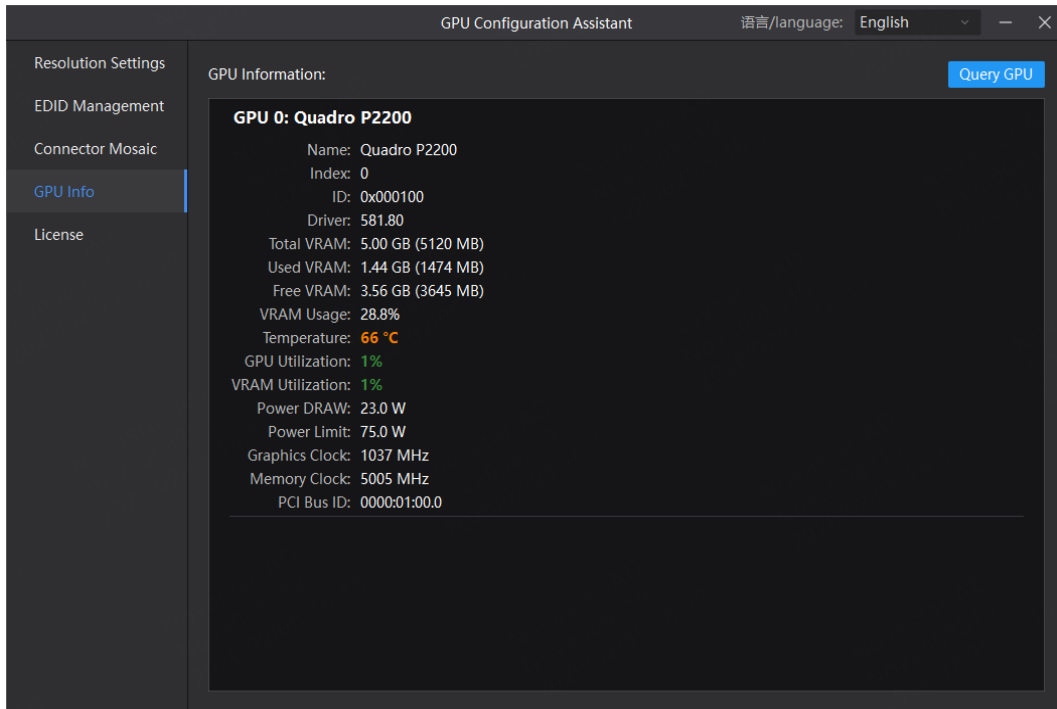 GPU Configuration Assistant 语言/language: English
Resolution Settings
EDID Management
Connector Mosaic
GPU Info
License
GPU Information: Query GPU
GPU 0: Quadro P2200
Name: Quadro P2200
Index: 0
ID: 0x000100
Driver: 581.80
Total VRAM: 5.00 GB (5120 MB)
Used VRAM: 1.44 GB (1474 MB)
Free VRAM: 3.56 GB (3645 MB)
VRAM Usage: 28.8%
Temperature: 66 °C
GPU Utilization: 1%
VRAM Utilization: 1%
Power DRAW: 23.0 W
Power Limit: 75.0 W
Graphics Clock: 1037 MHz
Memory Clock: 5005 MHz
PCI Bus ID: 0000:01:00.0